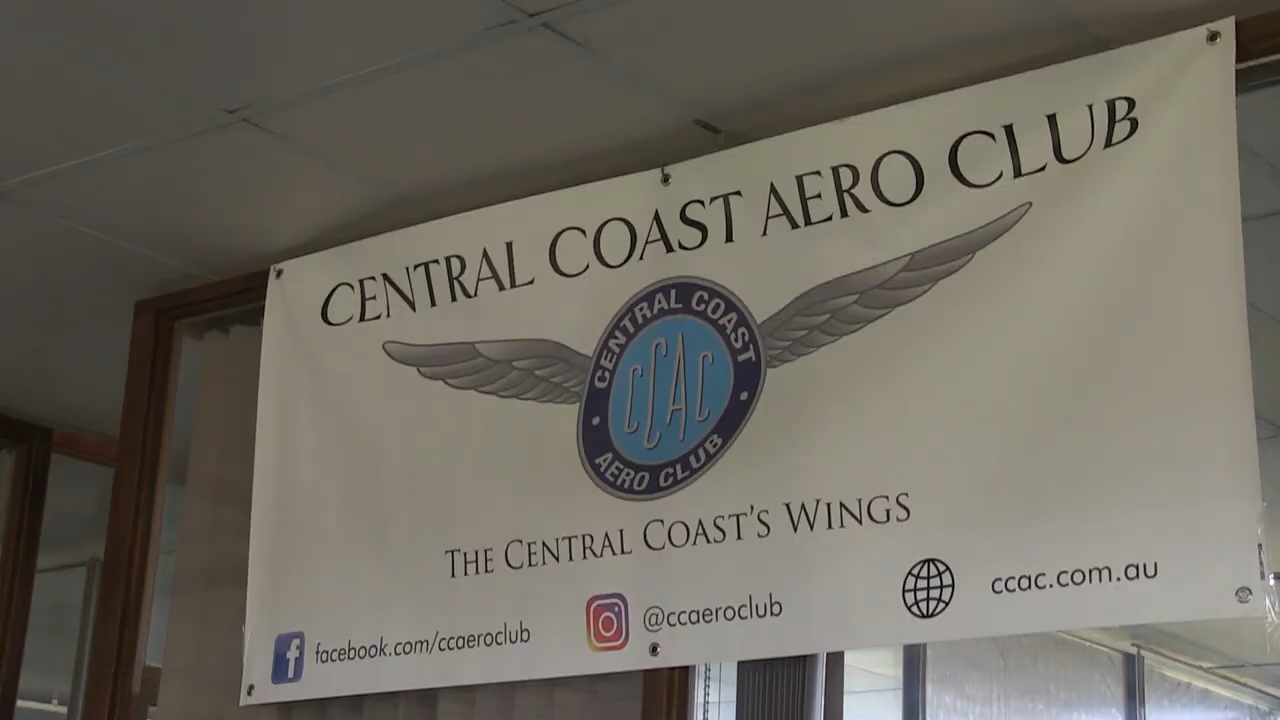 CENTRAL COAST AERO CLUB
CENTRAL COAST
CCAC
AERO CLUB
THE CENTRAL COAST'S WINGS
facebook.com/ccaeroclub
@ccaeroclub
ccac.com.au